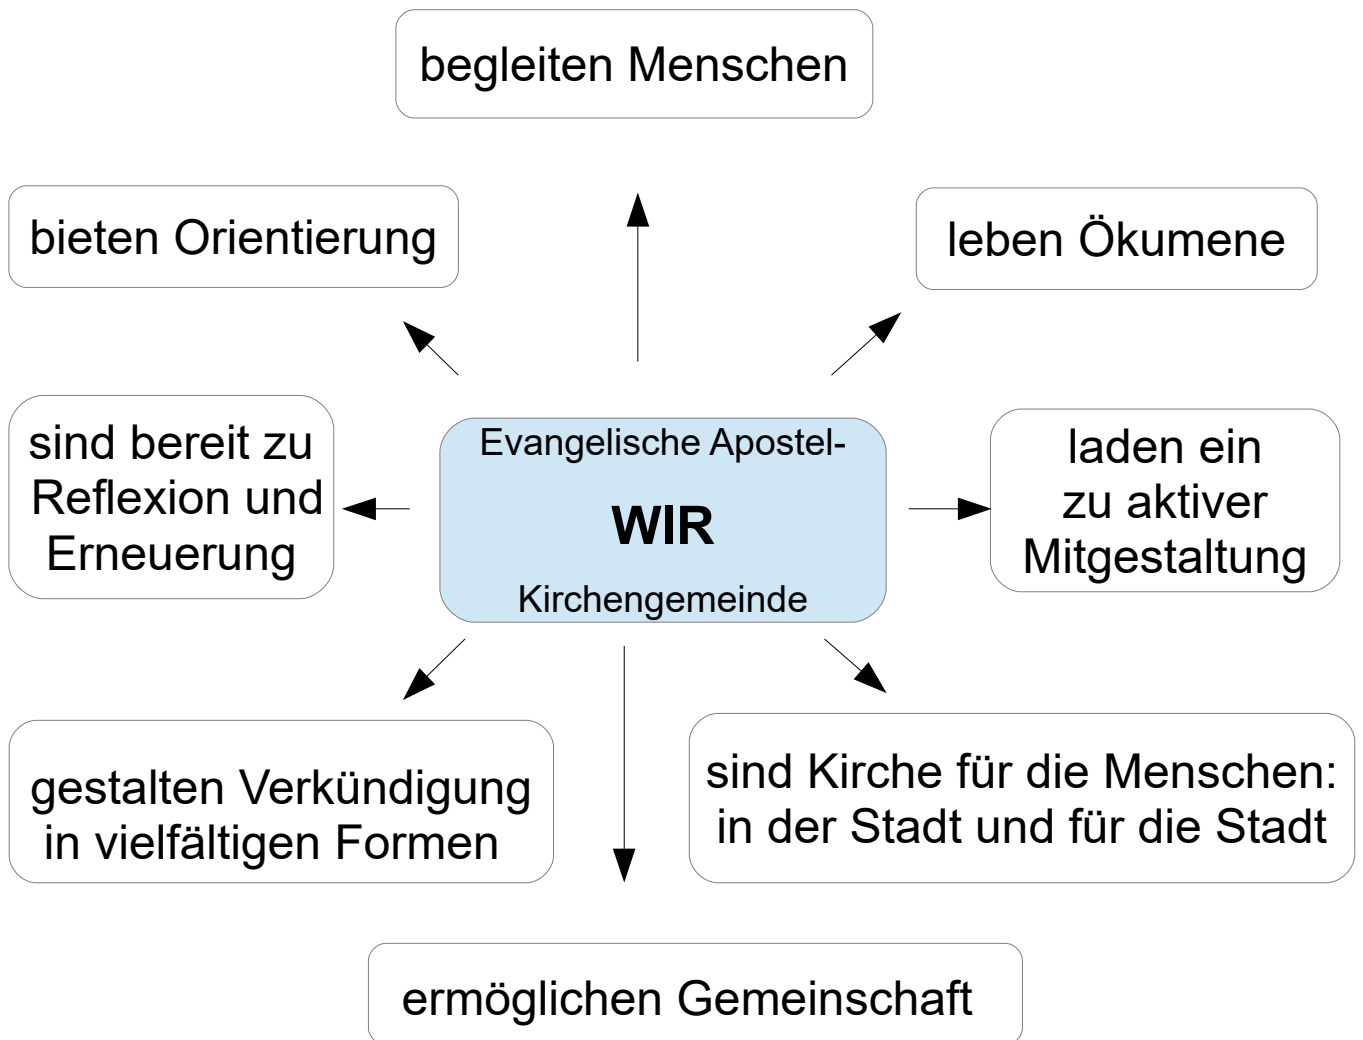 begleiten Menschen
bieten Orientierung
leben Ökumene
sind bereit zu
Reflexion und
Erneuerung
Evangelische Apostel-
WIR
Kirchengemeinde
laden ein
zu aktiver
Mitgestaltung
gestalten Verkündigung
in vielfältigen Formen
sind Kirche für die Menschen:
in der Stadt und für die Stadt
ermöglichen Gemeinschaft